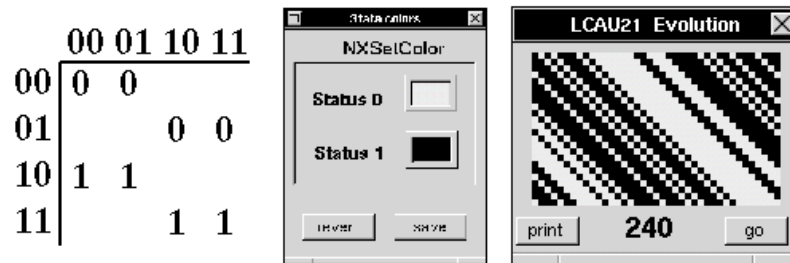 00 01 10 11
00 0 0
01 0 0
10 1 1
11 1 1
State colors
NXSetColor
Status 0
Status 1
rever save
LCAU21 Evolution
print 240 go